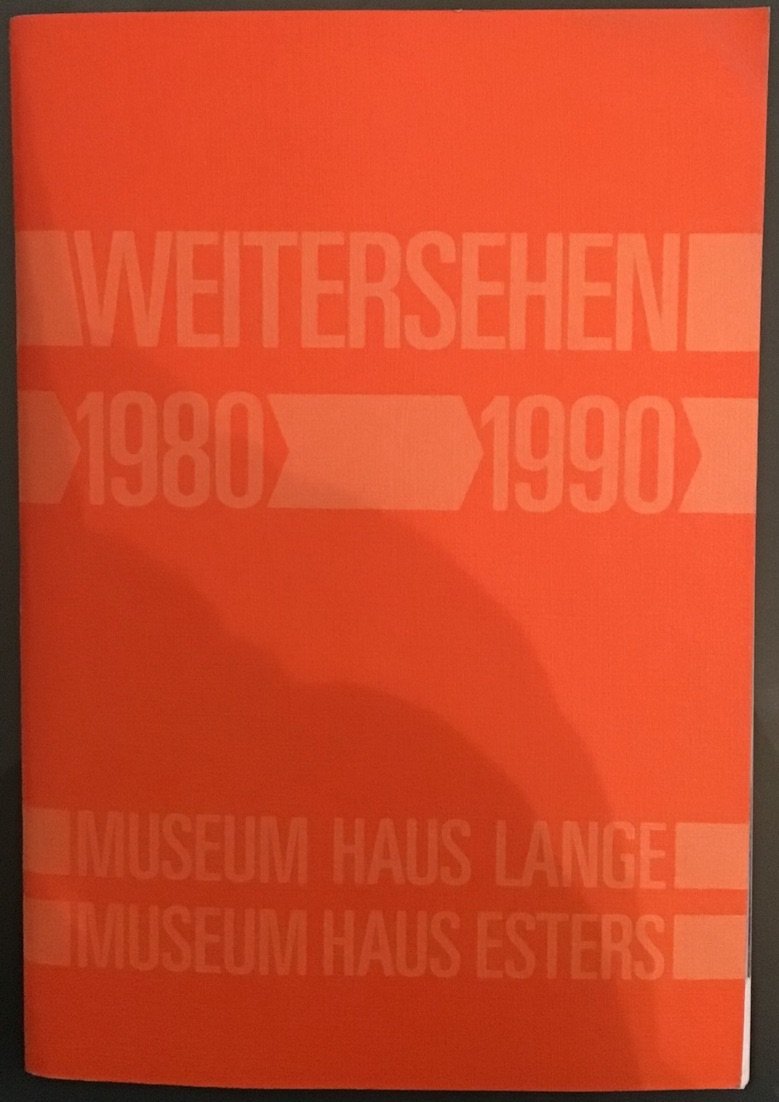 WEITERSEHEN
1980 1990
MUSEUM HAUS LANGE
MUSEUM HAUS ESTERS